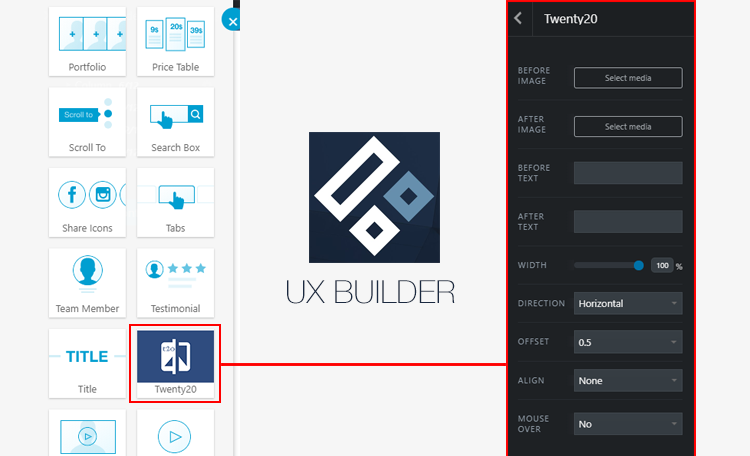 Portfolio
9s 20s 39s
Price Table
Scroll to
Scroll To
Search Box
Share Icons
Tabs
Team Member
Testimonial
TITLE
Title
t20
Twenty20
UX BUILDER
Twenty20
BEFORE
IMAGE
Select media
AFTER
IMAGE
Select media
BEFORE
TEXT
AFTER
TEXT
WIDTH
100 %
DIRECTION
Horizontal
OFFSET
0.5
ALIGN
None
MOUSE
OVER
No